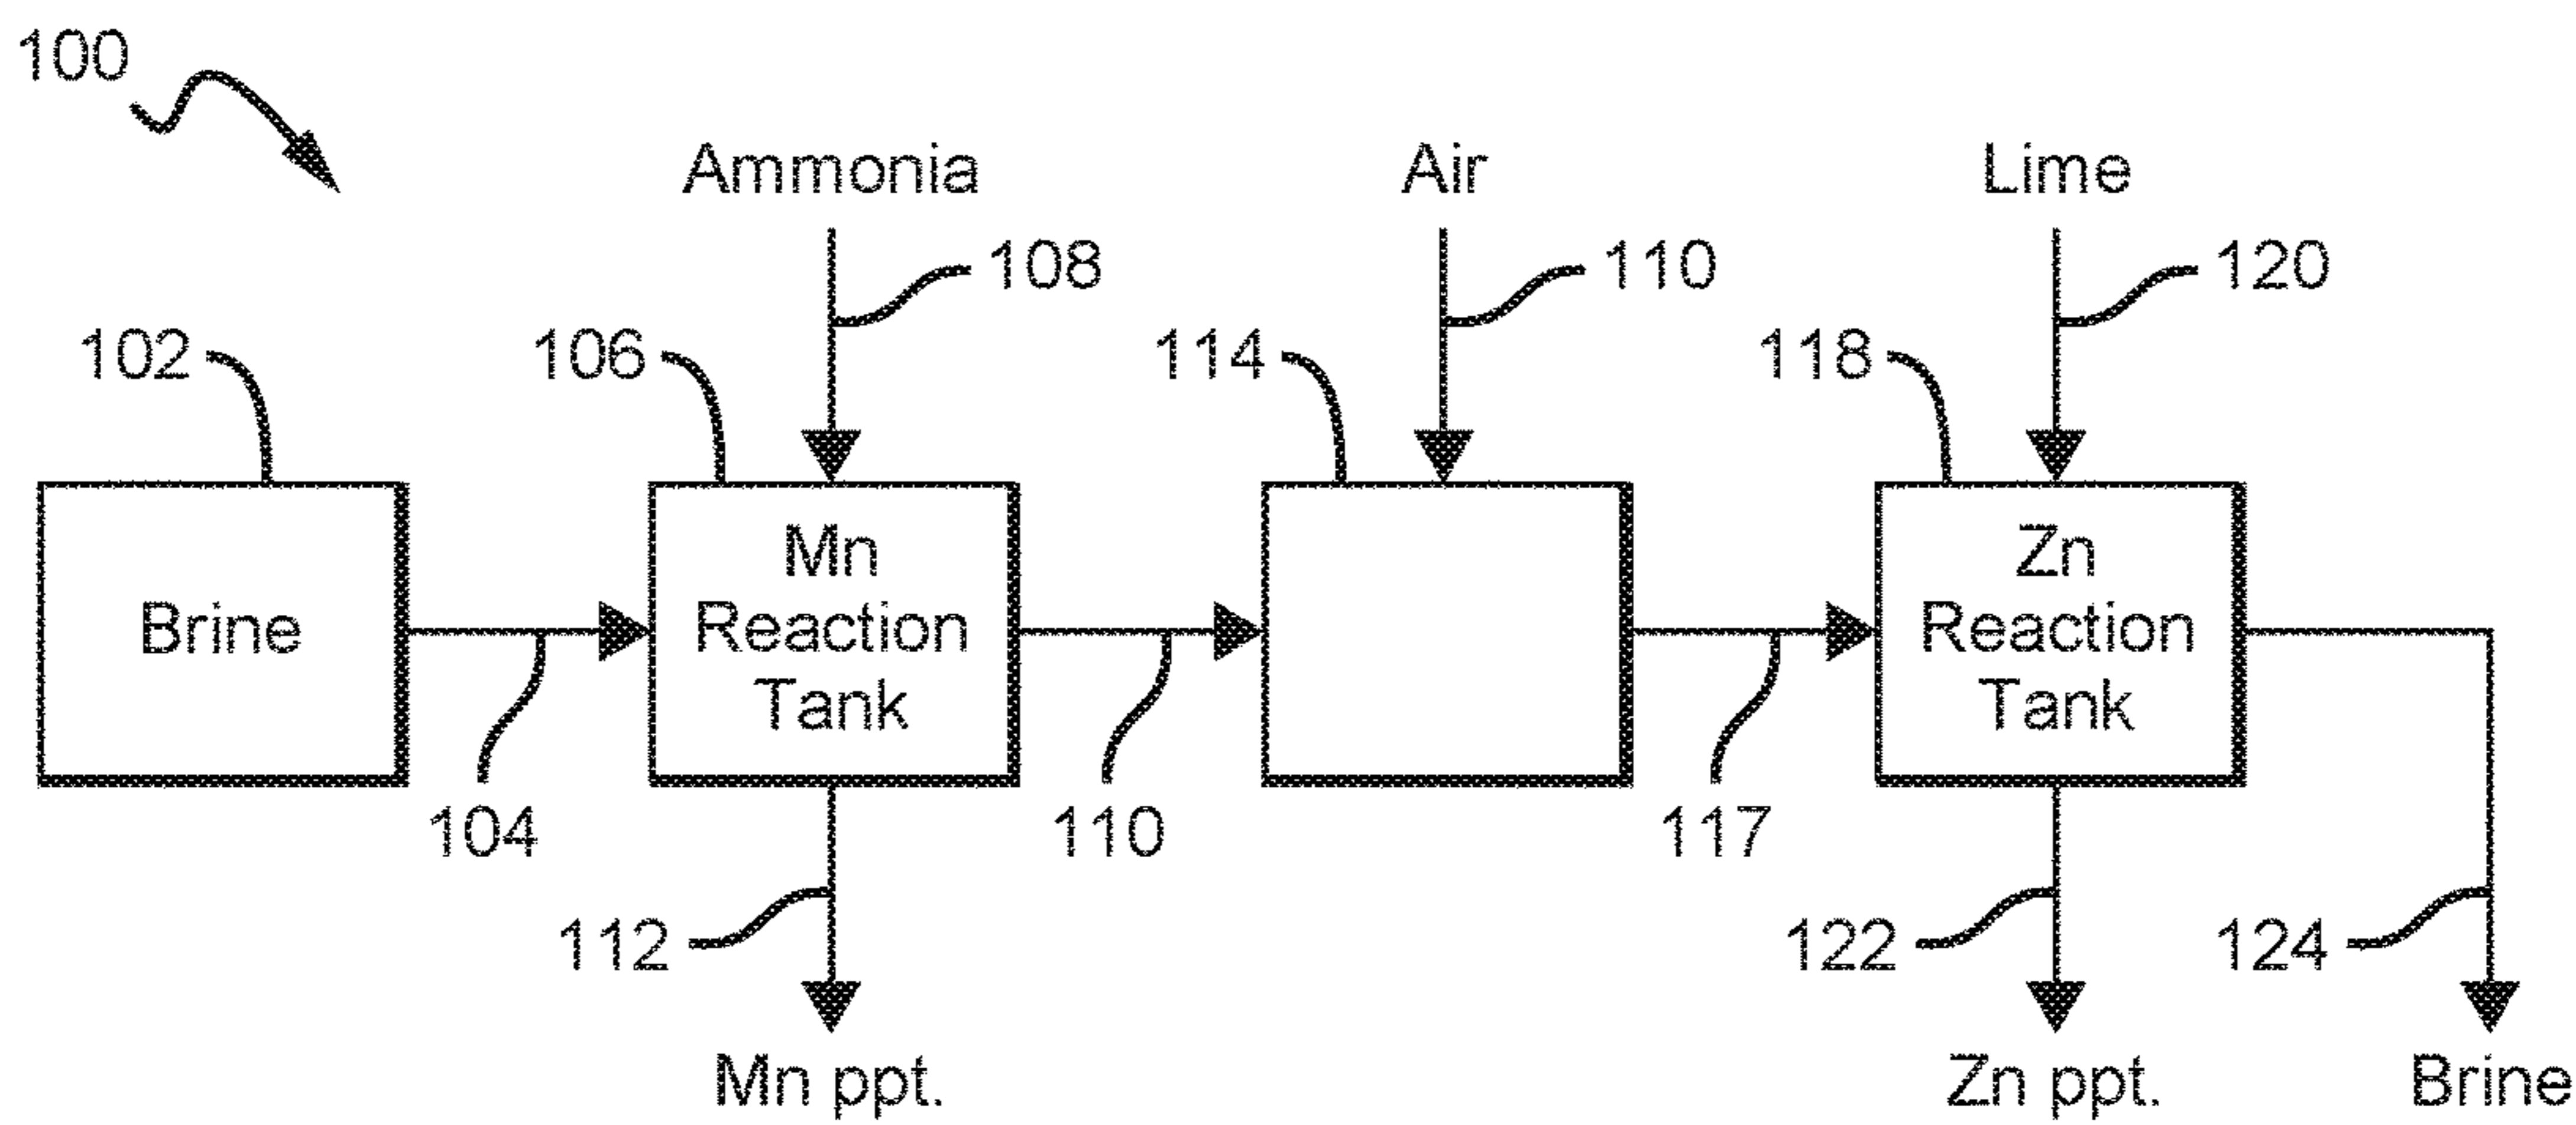 100
Ammonia
Air
Lime
108
110
120
102
106
114
118
Brine
Mn
Reaction
Tank
Zn
Reaction
Tank
104
110
117
112
122
124
Mn ppt.
Zn ppt.
Brine